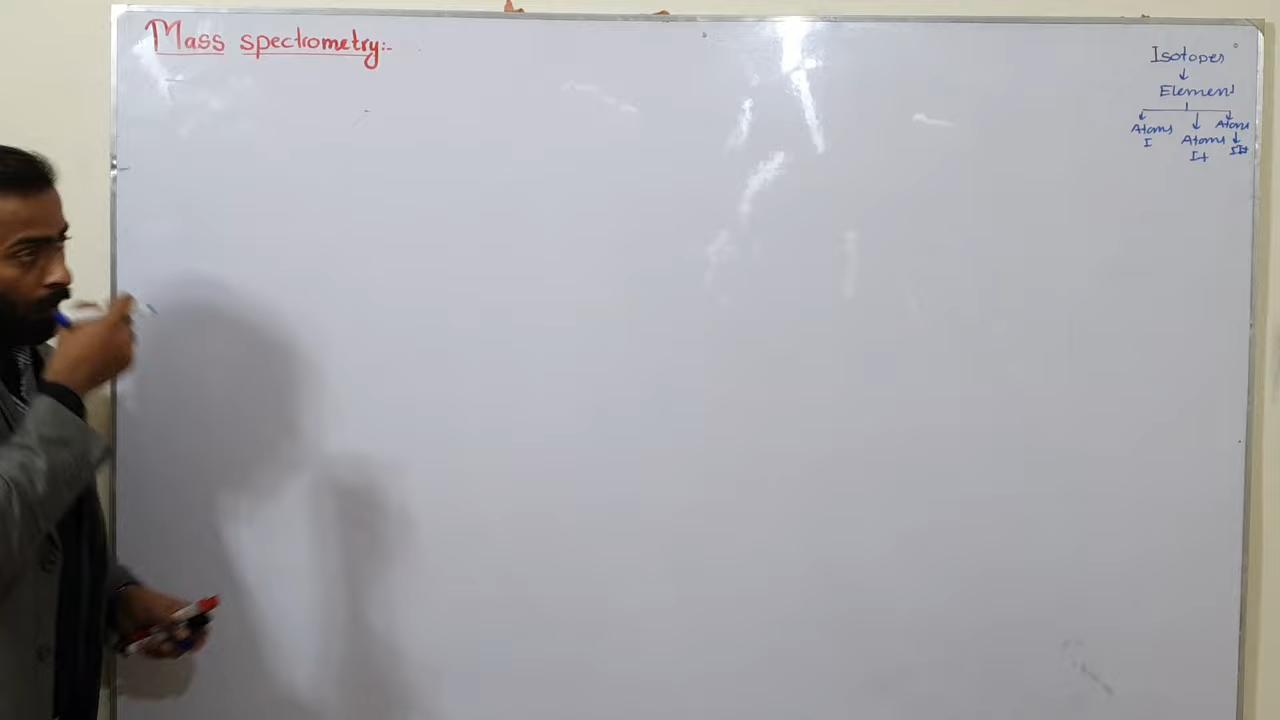 Mass spectrometry:-
Isotopes
Element
Atoms Atoms Atoms
I II III